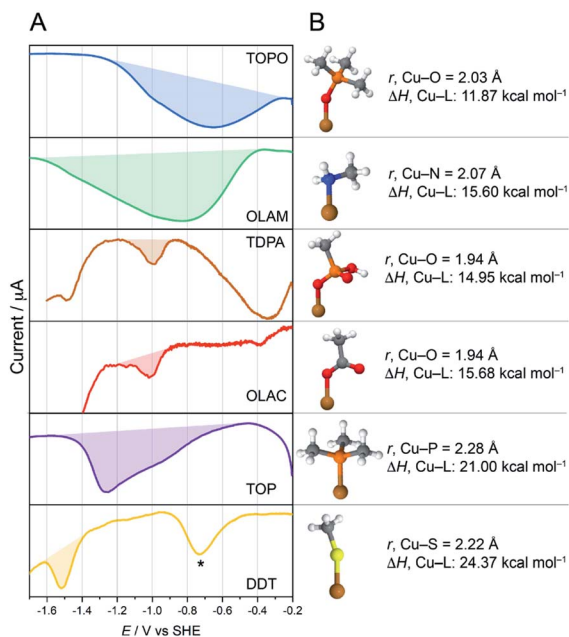 A
B
TOPO
r, Cu–O = 2.03 Å
ΔH, Cu–L: 11.87 kcal mol⁻¹
OLAM
r, Cu–N = 2.07 Å
ΔH, Cu–L: 15.60 kcal mol⁻¹
TDPA
r, Cu–O = 1.94 Å
ΔH, Cu–L: 14.95 kcal mol⁻¹
OLAC
r, Cu–O = 1.94 Å
ΔH, Cu–L: 15.68 kcal mol⁻¹
TOP
r, Cu–P = 2.28 Å
ΔH, Cu–L: 21.00 kcal mol⁻¹
DDT
*
r, Cu–S = 2.22 Å
ΔH, Cu–L: 24.37 kcal mol⁻¹
Current / μA
-1.6 -1.4 -1.2 -1.0 -0.8 -0.6 -0.4 -0.2
E / V vs SHE